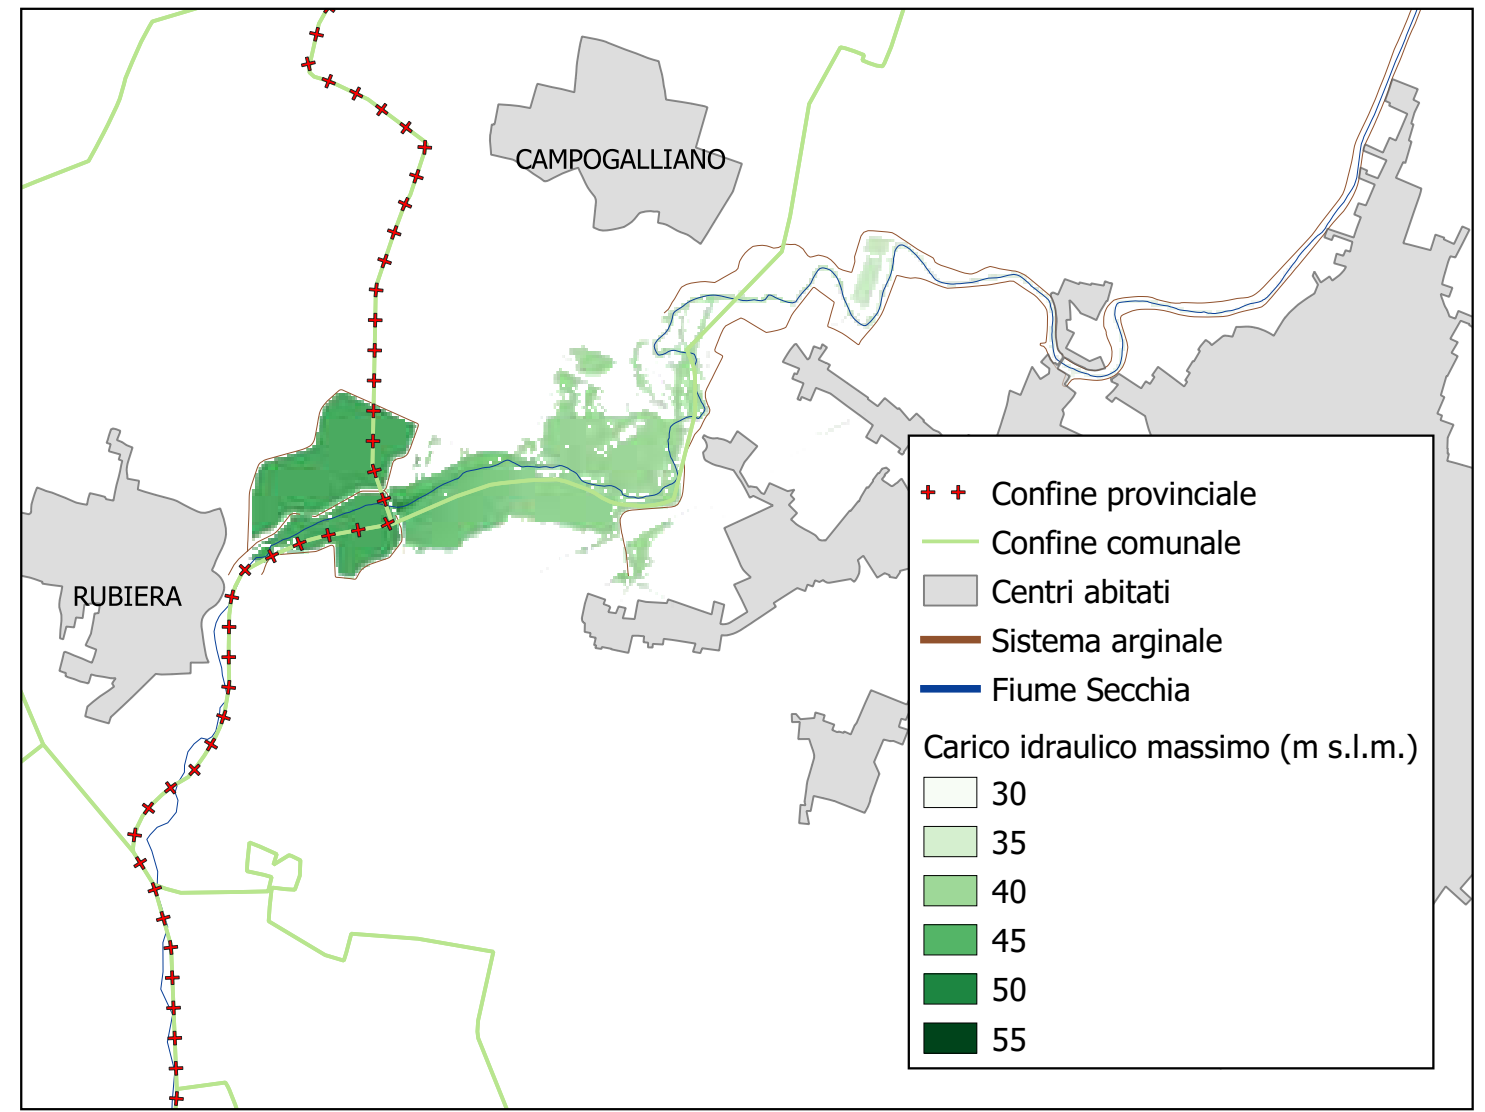 CAMPOGALLIANO
RUBIERA
Confine provinciale
Confine comunale
Centri abitati
Sistema arginale
Fiume Secchia
Carico idraulico massimo (m s.l.m.)
30
35
40
45
50
55